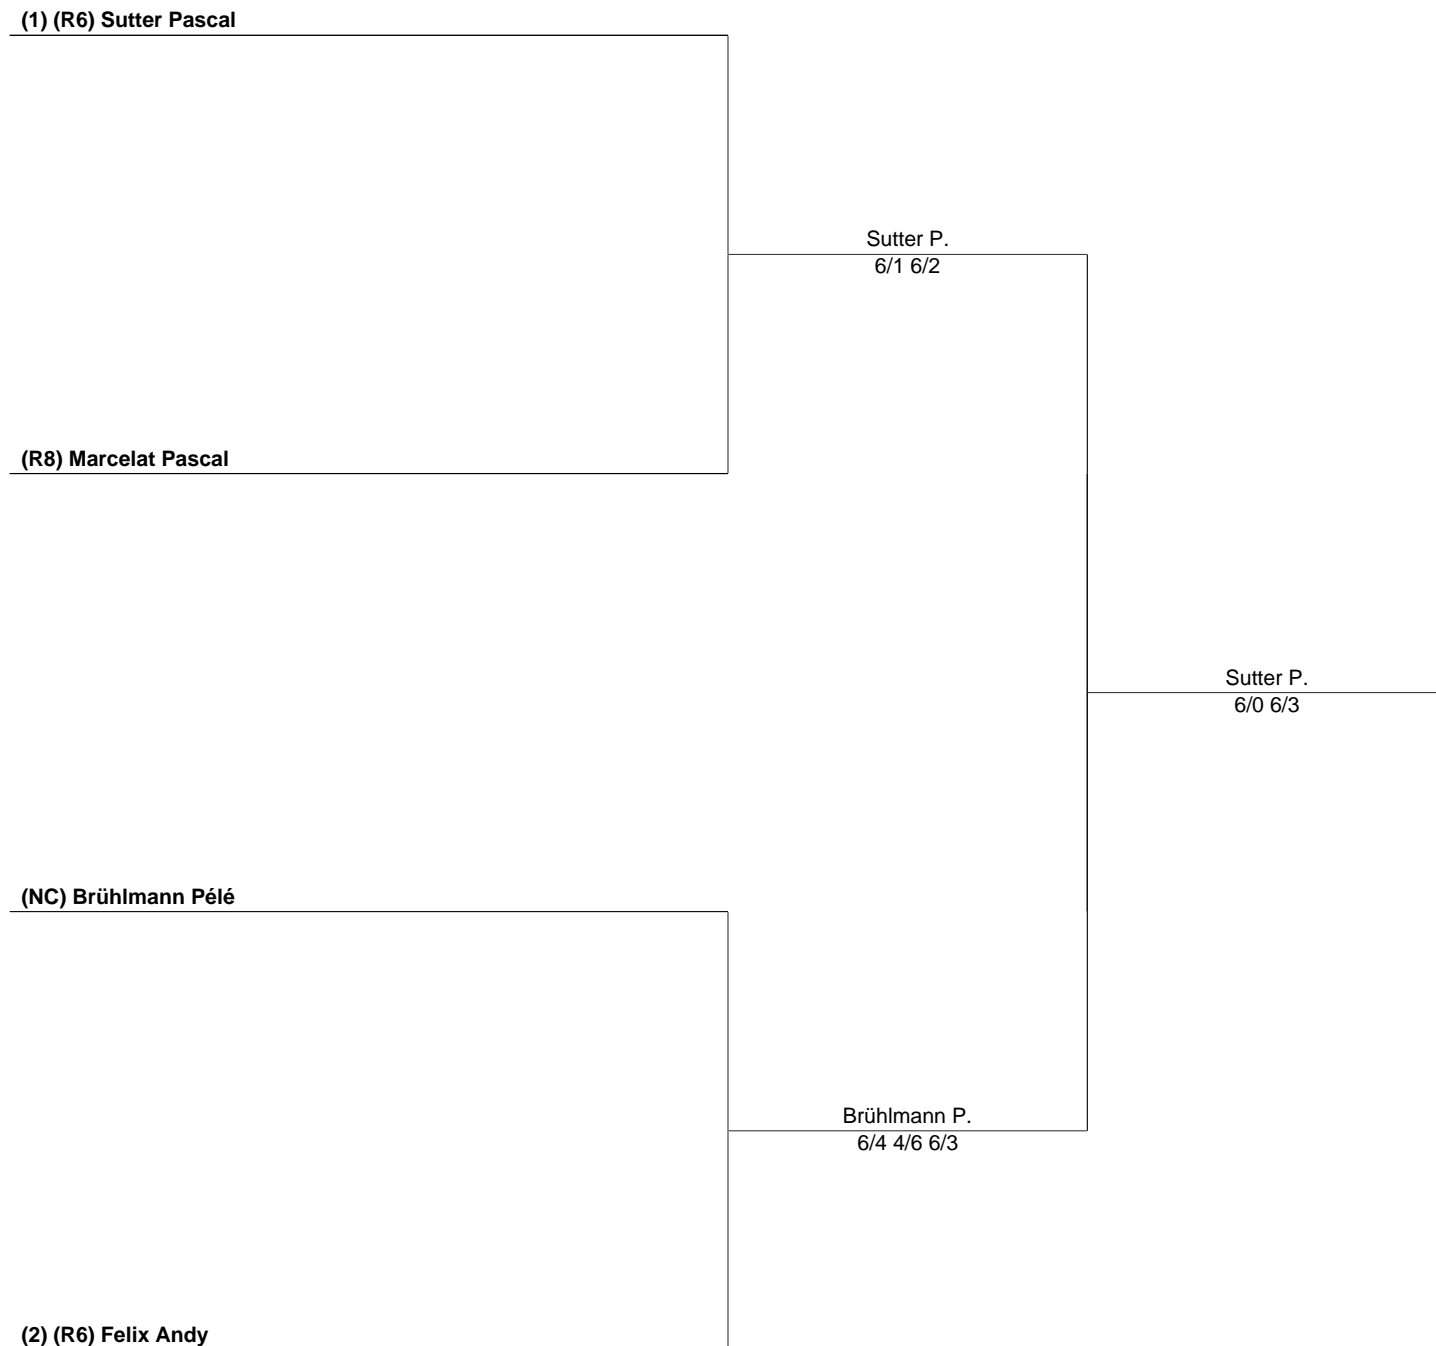 (1) (R6) Sutter Pascal
Sutter P.
6/1 6/2
(R8) Marcelat Pascal
Sutter P.
6/0 6/3
(NC) Brühlmann Pélé
Brühlmann P.
6/4 4/6 6/3
(2) (R6) Felix Andy